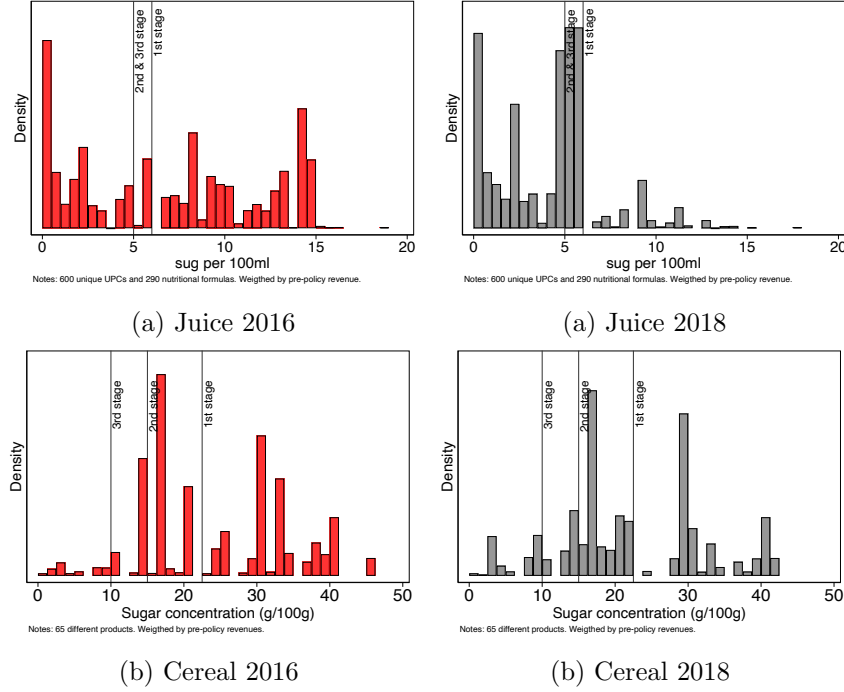 Density
2nd & 3rd stage
1st stage
0 5 10 15 20
sug per 100ml
Notes: 600 unique UPCs and 290 nutritional formulas. Weigthed by pre-policy revenue.
(a) Juice 2016
Density
2nd & 3rd stage
1st stage
0 5 10 15 20
sug per 100ml
Notes: 600 unique UPCs and 290 nutritional formulas. Weigthed by pre-policy revenue.
(a) Juice 2018
Density
3rd stage
2nd stage
1st stage
0 10 20 30 40 50
Sugar concentration (g/100g)
Notes: 65 different products. Weigthed by pre-policy revenues.
(b) Cereal 2016
Density
3rd stage
2nd stage
1st stage
0 10 20 30 40 50
Sugar concentration (g/100g)
Notes: 65 different products. Weigthed by pre-policy revenues.
(b) Cereal 2018